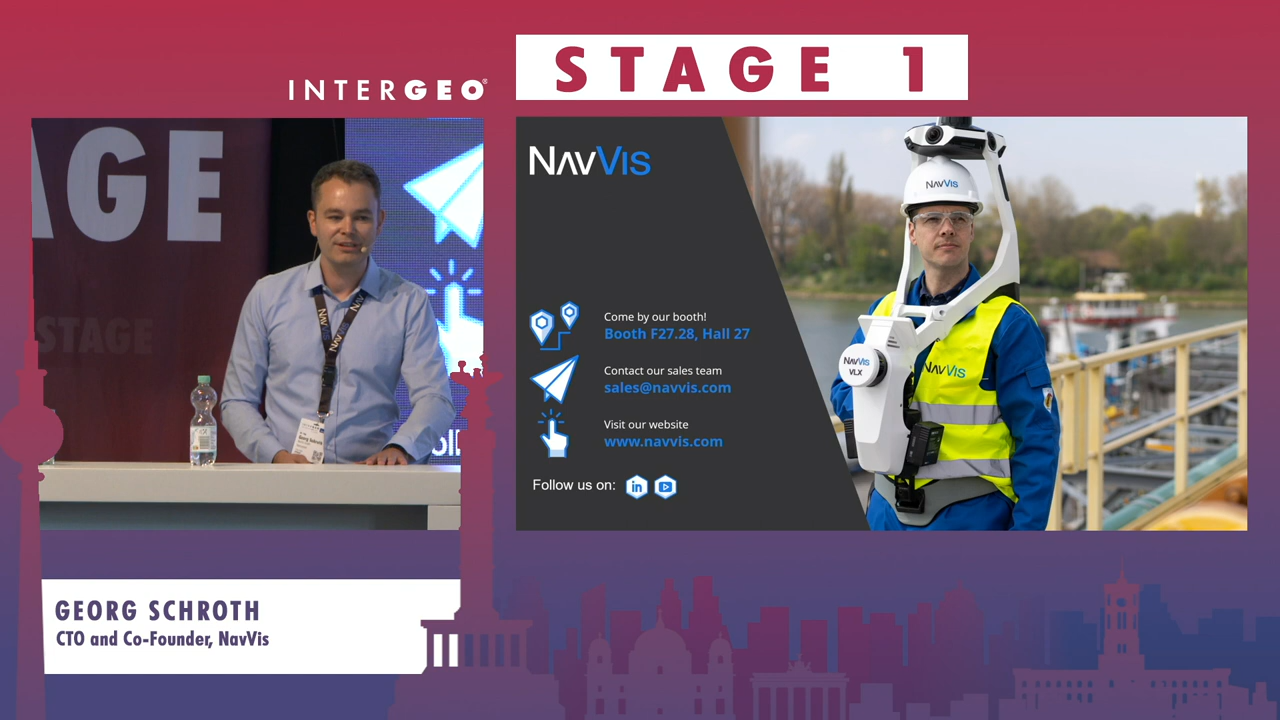 STAGE 1
INTERGEO®
AGE
STAGE
NAVVIS
Come by our booth!
Booth F27.28, Hall 27
Contact our sales team
sales@navvis.com
Visit our website
www.navvis.com
Follow us on:
in
NAVVIS
NAVVIS
VLX
NAVVIS
GEORG SCHROTH
CTO and Co-Founder, NavVis